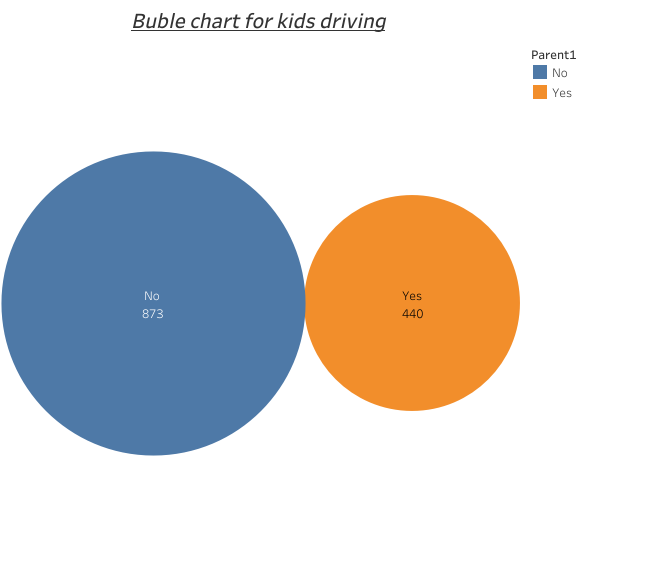 Buble chart for kids driving
Parent1
No
Yes
No
873
Yes
440